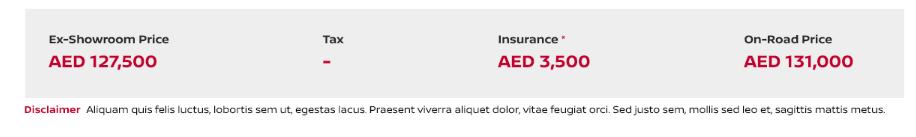 Ex-Showroom Price Tax Insurance * On-Road Price
AED 127,500 - AED 3,500 AED 131,000
Disclaimer Aliquam quis felis luctus, lobortis sem ut, egestas lacus. Praesent viverra aliquet dolor, vitae feugiat orci. Sed justo sem, mollis sed leo et, sagittis mattis metus.